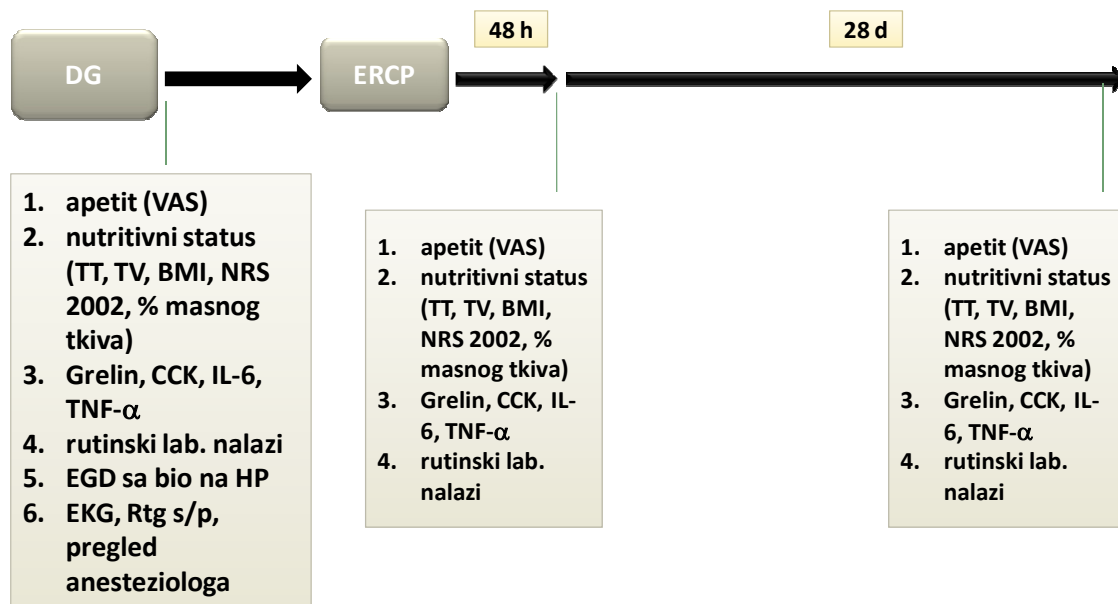 48 h
28 d
DG
ERCP
1. apetit (VAS)
2. nutritivni status
(TT, TV, BMI, NRS
2002, % masnog
tkiva)
3. Grelin, CCK, IL-6,
TNF-α
4. rutinski lab. nalazi
5. EGD sa bio na HP
6. EKG, Rtg s/p,
pregled
anesteziologa
1. apetit (VAS)
2. nutritivni status
(TT, TV, BMI,
NRS 2002, %
masnog tkiva)
3. Grelin, CCK, IL-
6, TNF-α
4. rutinski lab.
nalazi
1. apetit (VAS)
2. nutritivni status
(TT, TV, BMI,
NRS 2002, %
masnog tkiva)
3. Grelin, CCK, IL-
6, TNF-α
4. rutinski lab.
nalazi